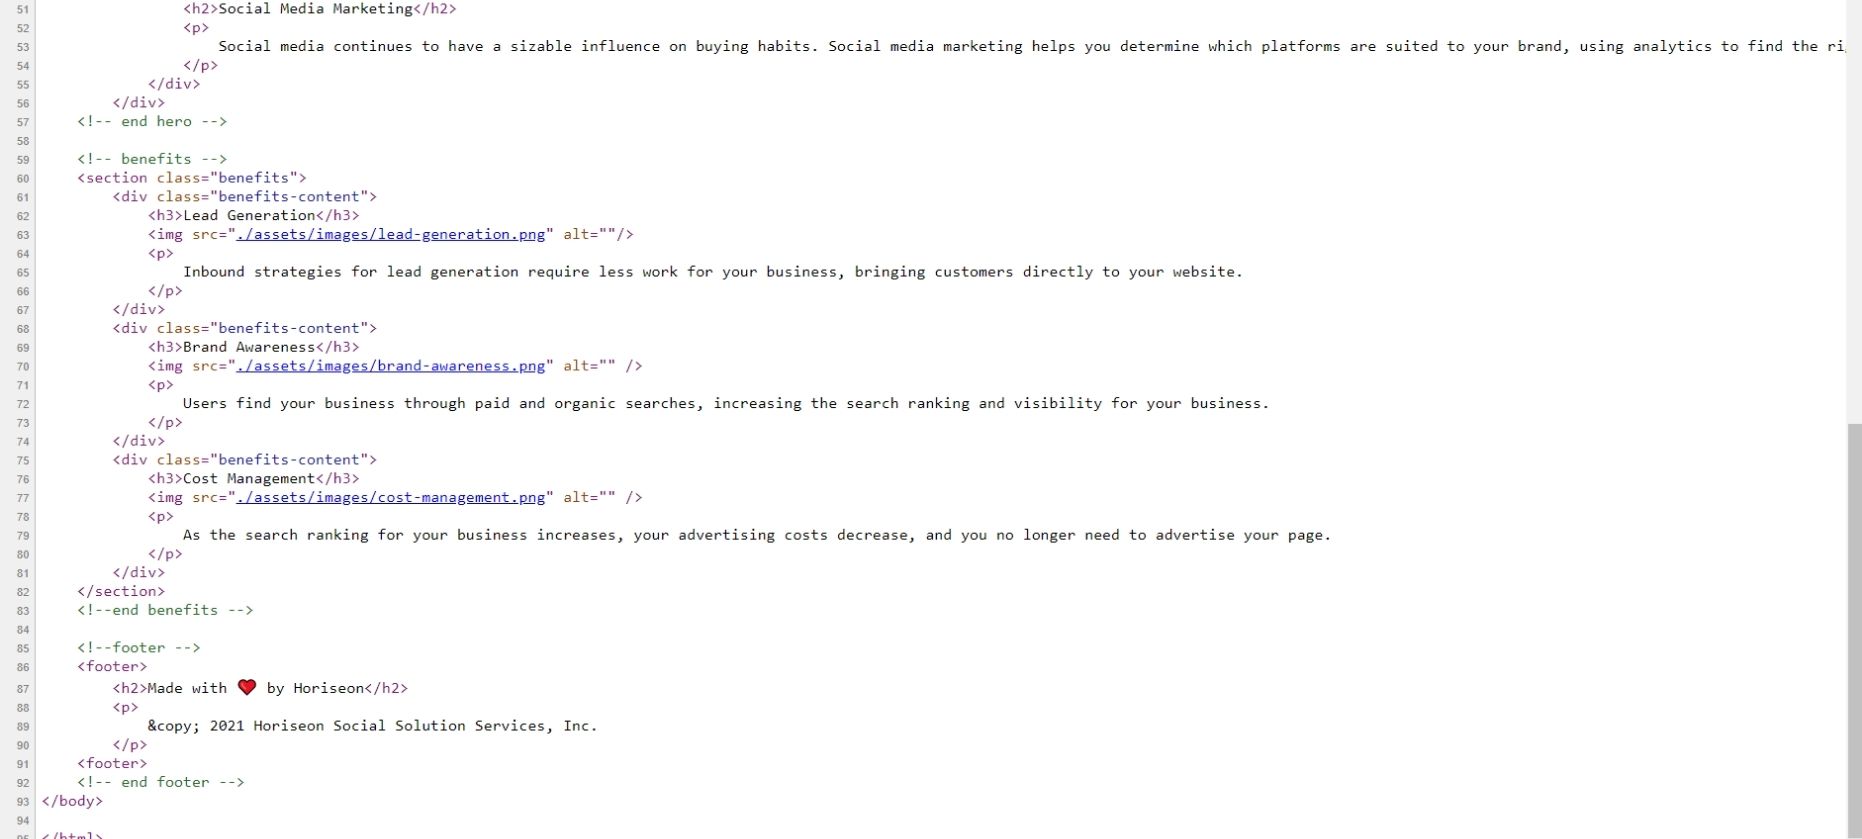 51 <h2>Social Media Marketing</h2>
52 <p>
53 Social media continues to have a sizable influence on buying habits. Social media marketing helps you determine which platforms are suited to your brand, using analytics to find the ri
54 </p>
55 </div>
56 </div>
57 <!-- end hero -->
58
59 <!-- benefits -->
60 <section class="benefits">
61 <div class="benefits-content">
62 <h3>Lead Generation</h3>
63 <img src="./assets/images/lead-generation.png" alt=""/>
64 <p>
65 Inbound strategies for lead generation require less work for your business, bringing customers directly to your website.
66 </p>
67 </div>
68 <div class="benefits-content">
69 <h3>Brand Awareness</h3>
70 <img src="./assets/images/brand-awareness.png" alt="" />
71 <p>
72 Users find your business through paid and organic searches, increasing the search ranking and visibility for your business.
73 </p>
74 </div>
75 <div class="benefits-content">
76 <h3>Cost Management</h3>
77 <img src="./assets/images/cost-management.png" alt="" />
78 <p>
79 As the search ranking for your business increases, your advertising costs decrease, and you no longer need to advertise your page.
80 </p>
81 </div>
82 </section>
83 <!--end benefits -->
84
85 <!--footer -->
86 <footer>
87 <h2>Made with ❤️ by Horiseon</h2>
88 <p>
89 &copy; 2021 Horiseon Social Solution Services, Inc.
90 </p>
91 <footer>
92 <!-- end footer -->
93 </body>
94
95 </html>